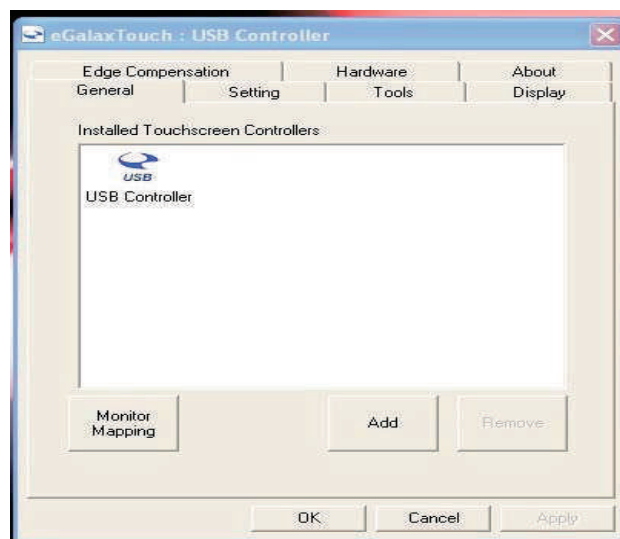 eGalaxTouch : USB Controller
Edge Compensation Hardware About
General Setting Tools Display
Installed Touchscreen Controllers
USB
USB Controller
Monitor
Mapping
Add
Remove
OK Cancel Apply